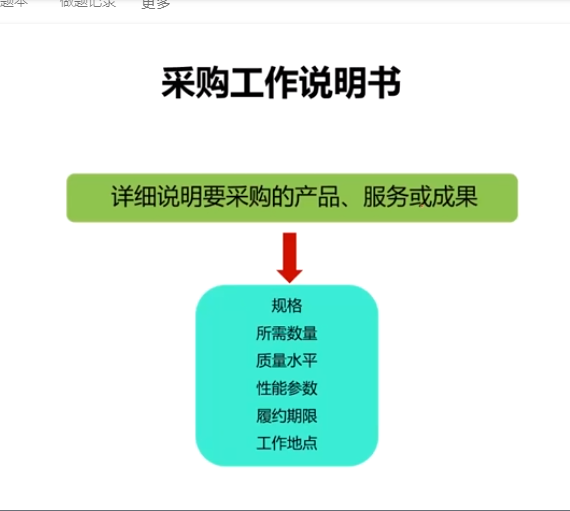 题本 做题记录 更多
采购工作说明书
详细说明要采购的产品、服务或成果
规格
所需数量
质量水平
性能参数
履约期限
工作地点